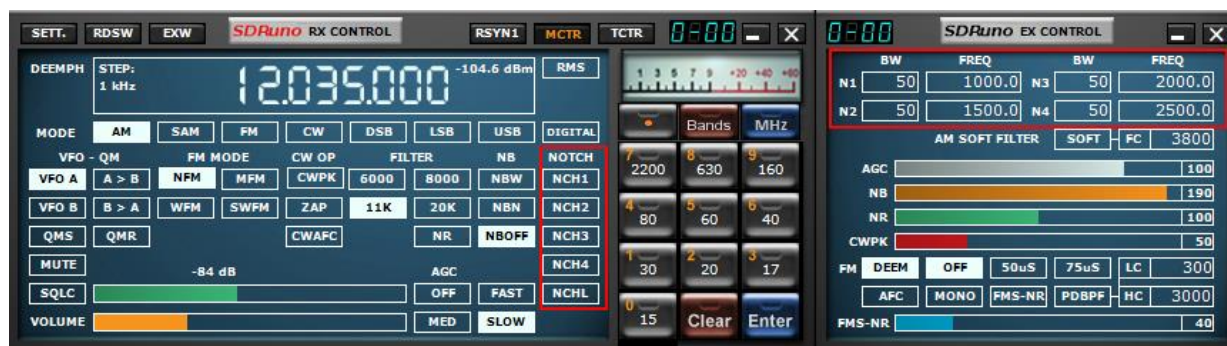 SETT. RDSW EXW SDRuno RX CONTROL RSYN1 MCTR TCTR 0-00
DEEMPH STEP: 1 kHz 12.035.000 -104.6 dBm RMS
MODE AM SAM FM CW DSB LSB USB DIGITAL
VFO - QM FM MODE CW OP FILTER NB NOTCH
VFO A A > B NFM MFM CWPK 6000 8000 NBW NCH1
VFO B B > A WFM SWFM ZAP 11K 20K NBN NCH2
QMS QMR CWAFC NR NBOFF NCH3
MUTE -84 dB AGC NCH4
SQLC OFF FAST NCHL
VOLUME MED SLOW
1 3 5 7 9 +20 +40 +60
Bands MHz
7 2200 8 630 9 160
4 80 5 60 6 40
1 30 2 20 3 17
0 15 Clear Enter
0-00 SDRuno EX CONTROL
BW FREQ BW FREQ
N1 50 1000.0 N3 50 2000.0
N2 50 1500.0 N4 50 2500.0
AM SOFT FILTER SOFT FC 3800
AGC 100
NB 190
NR 100
CWPK 50
FM DEEM OFF 50uS 75uS LC 300
AFC MONO FMS-NR PDBPF HC 3000
FMS-NR 40